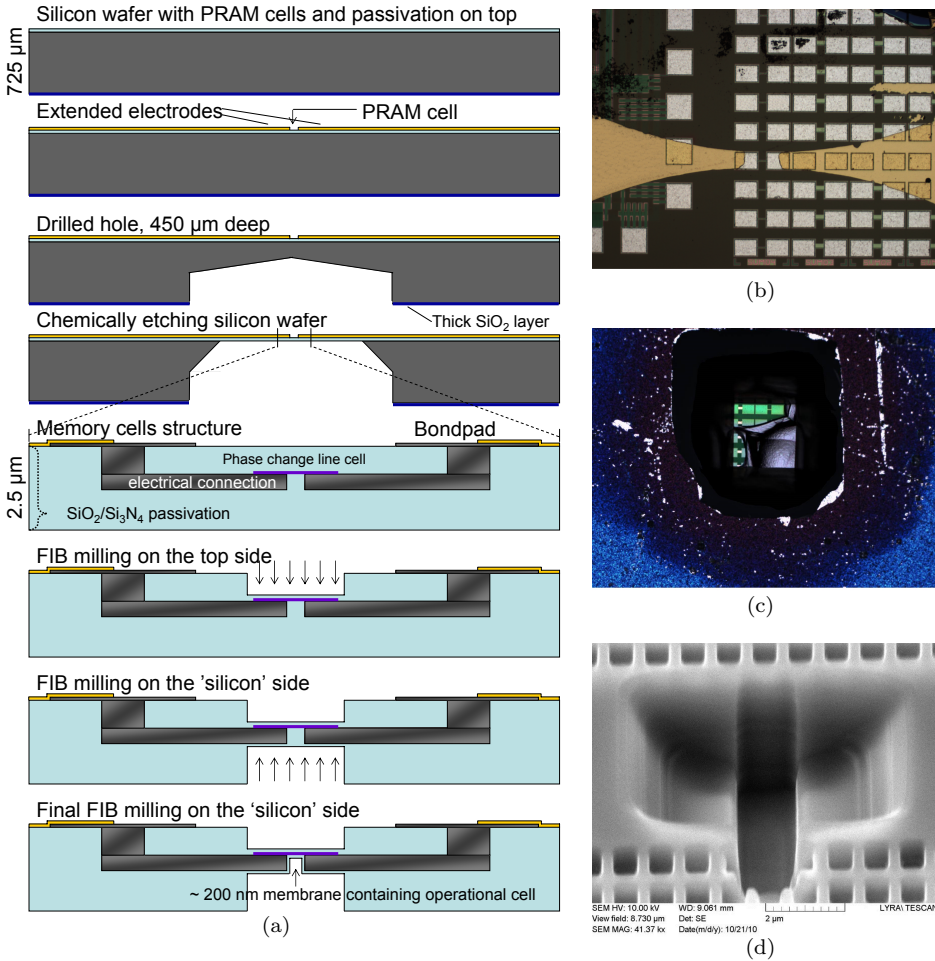 Silicon wafer with PRAM cells and passivation on top
725 μm
Extended electrodes
PRAM cell
Drilled hole, 450 μm deep
Thick SiO₂ layer
Chemically etching silicon wafer
Memory cells structure
Bondpad
Phase change line cell
electrical connection
2.5 μm
SiO₂/Si₃N₄ passivation
FIB milling on the top side
FIB milling on the 'silicon' side
Final FIB milling on the 'silicon' side
~ 200 nm membrane containing operational cell
(a)
(b)
(c)
SEM HV: 10.00 kV
WD: 9.061 mm
LYRA\ TESCAN
View field: 8.730 μm
Det: SE
2 μm
SEM MAG: 41.37 kx
Date(m/d/y): 10/21/10
(d)